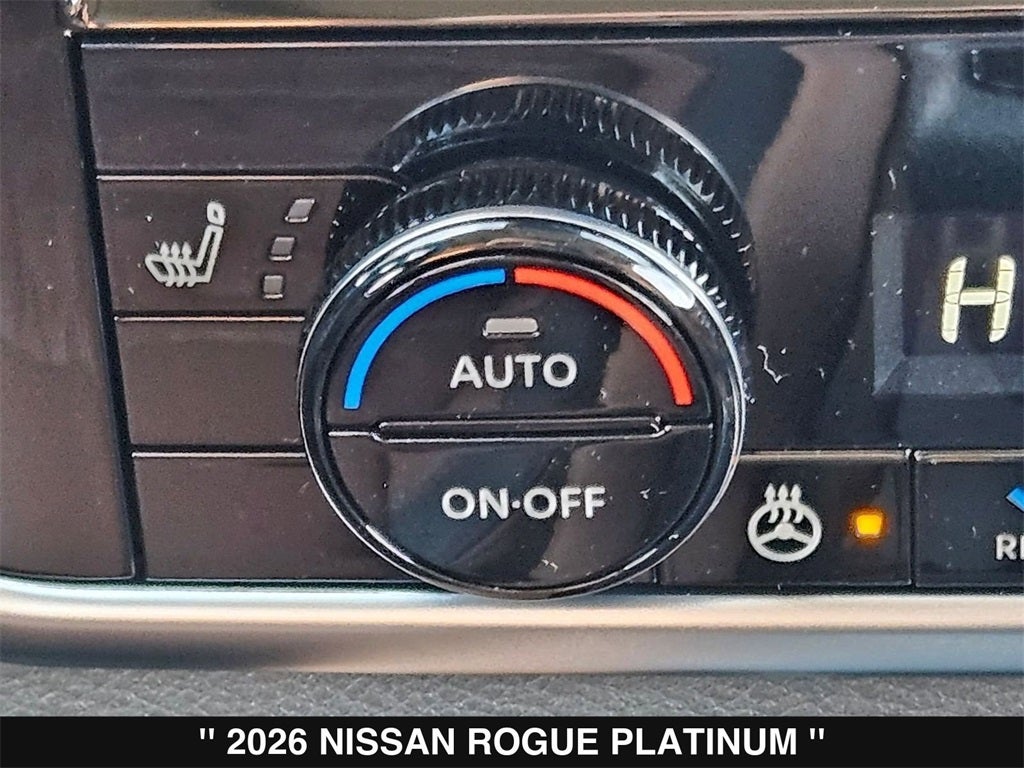 H
AUTO
ON·OFF
" 2026 NISSAN ROGUE PLATINUM "